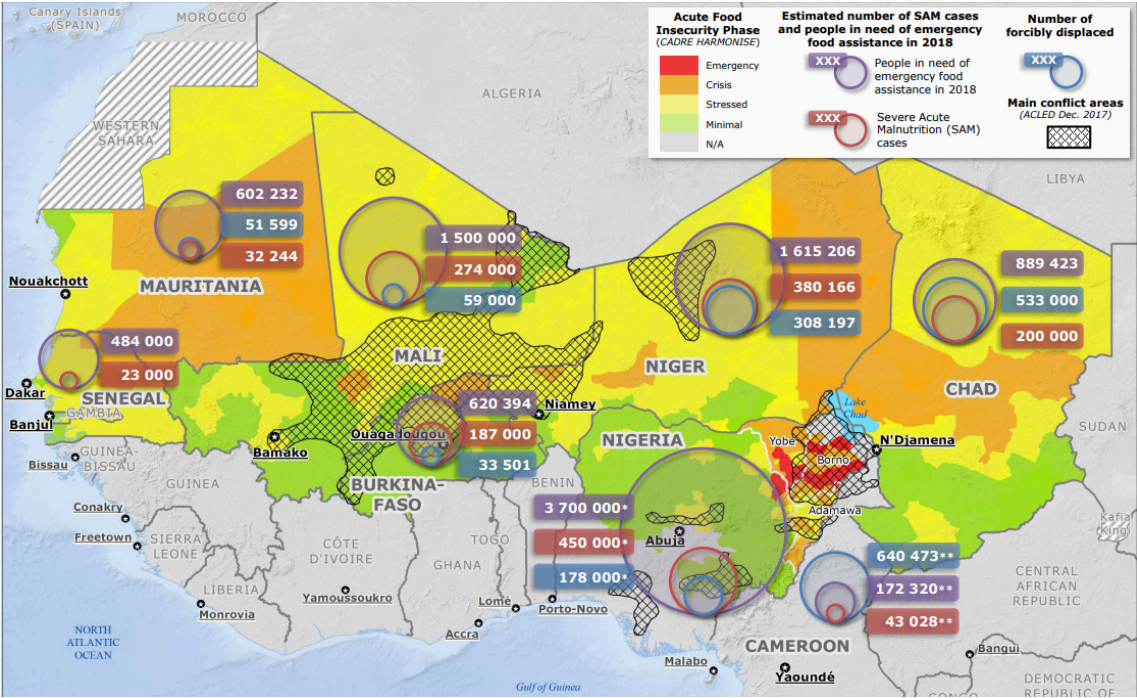 Canary Islands
(SPAIN)
MOROCCO
ALGERIA
LIBYA
WESTERN
SAHARA
Acute Food
Insecurity Phase
(CADRE HARMONISE)
Emergency
Crisis
Stressed
Minimal
N/A
Estimated number of SAM cases
and people in need of emergency
food assistance in 2018
XXX
People in need of
emergency food
assistance in 2018
XXX
Severe Acute
Malnutrition (SAM)
cases
Number of
forcibly displaced
XXX
Main conflict areas
(ACLED Dec. 2017)
602 232
51 599
32 244
Nouakchott
MAURITANIA
1 500 000
274 000
59 000
MALI
1 615 206
380 166
308 197
NIGER
889 423
533 000
200 000
CHAD
484 000
23 000
Dakar
SENEGAL
GAMBIA
Banjul
GUINEA-
BISSAU
Bissau
GUINEA
Conakry
Freetown
SIERRA
LEONE
LIBERIA
Monrovia
Bamako
620 394
187 000
33 501
Ouagadougou
BURKINA-
FASO
Niamey
NIGERIA
BENIN
3 700 000*
450 000*
178 000*
Abuja
Yobe
Borno
Adamawa
Lake
Chad
N'Djamena
SUDAN
Kafia
Kingi
640 473**
172 320**
43 028**
CAMEROON
Yaoundé
CENTRAL
AFRICAN
REPUBLIC
Bangui
DEMOCRATIC
REPUBLIC OF
CONGO
CÔTE
D'IVOIRE
Yamoussoukro
GHANA
Accra
TOGO
Lomé
Porto-Novo
Malabo
NORTH
ATLANTIC
OCEAN
Gulf of Guinea